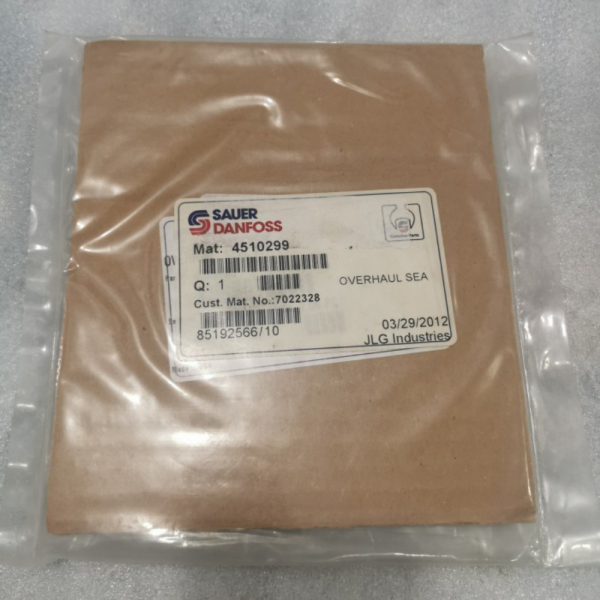 SAUER
DANFOSS
Mat: 4510299
Q: 1
OVERHAUL SEA
Cust. Mat. No.:7022328
85192566/10
03/29/2012
JLG Industries